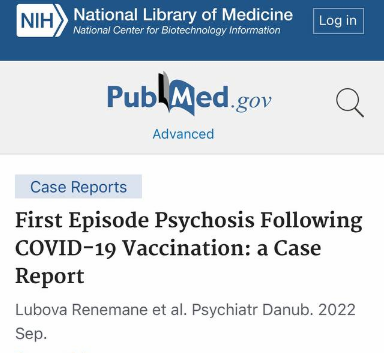 NIH National Library of Medicine
National Center for Biotechnology Information
Log in
PubMed.gov
Advanced
Case Reports
First Episode Psychosis Following
COVID-19 Vaccination: a Case
Report
Lubova Renemane et al. Psychiatr Danub. 2022
Sep.